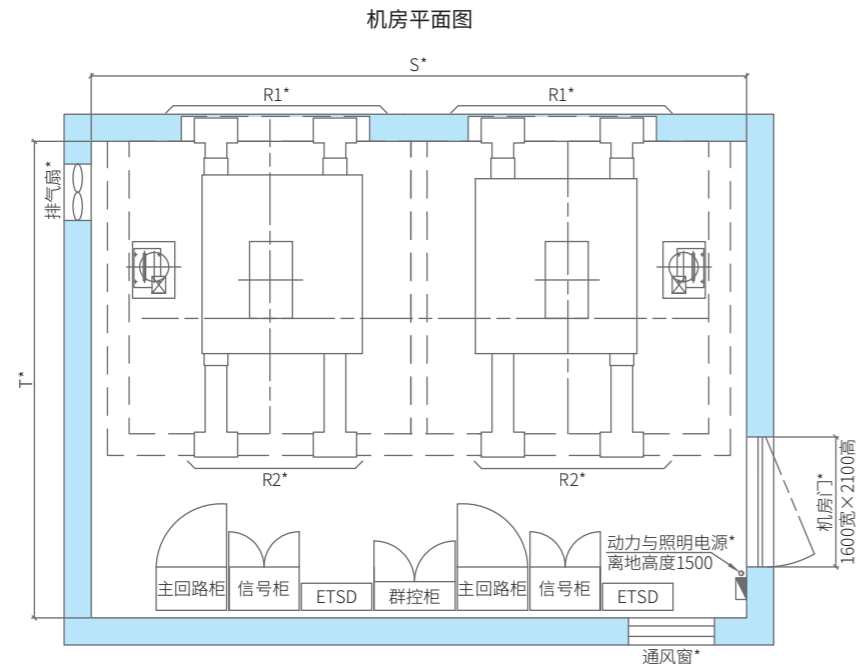 机房平面图
S*
R1*
R1*
排气扇*
T*
R2*
R2*
机房门*
1600宽×2100高
动力与照明电源*
离地高度1500
主回路柜
信号柜
ETSD
群控柜
主回路柜
信号柜
ETSD
通风窗*